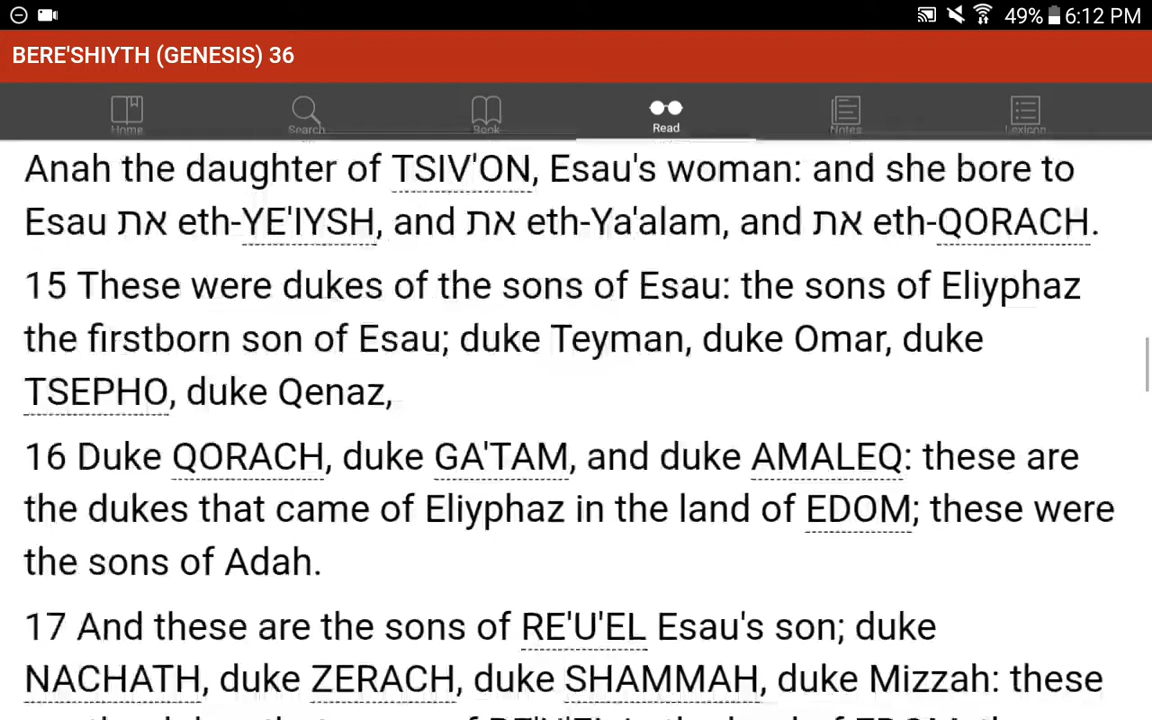 49% 6:12 PM
BERE'SHIYTH (GENESIS) 36
Home Search Book Read Notes Lexicon
Anah the daughter of TSIV'ON, Esau's woman: and she bore to
Esau את eth-YE'IYSH, and את eth-Ya'alam, and את eth-QORACH.
15 These were dukes of the sons of Esau: the sons of Eliyphaz
the firstborn son of Esau; duke Teyman, duke Omar, duke
TSEPHO, duke Qenaz,
16 Duke QORACH, duke GA'TAM, and duke AMALEQ: these are
the dukes that came of Eliyphaz in the land of EDOM; these were
the sons of Adah.
17 And these are the sons of RE'U'EL Esau's son; duke
NACHATH, duke ZERACH, duke SHAMMAH, duke Mizzah: these